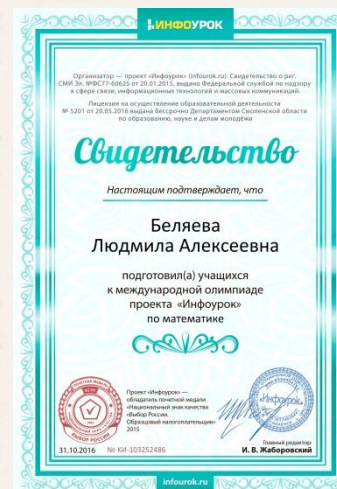 ИНФОУРОК
Организатор — проект «Инфоурок» (infourok.ru). Свидетельство о рег.
СМИ Эл. №ФС77-60625 от 20.01.2015, выдано Федеральной службой по надзору
в сфере связи, информационных технологий и массовых коммуникаций.
Лицензия на осуществление образовательной деятельности
№ 5201 от 20.05.2016 выдана бессрочно Департаментом Смоленской области
по образованию, науке и делам молодёжи
Свидетельство
Настоящим подтверждает, что
Беляева
Людмила Алексеевна
подготовил(а) учащихся
к международной олимпиаде
проекта «Инфоурок»
по математике
Проект «Инфоурок» —
обладатель почетной медали
«Национальный знак качества
«Выбор России.
Образцовый налогоплательщик»
2015
ВЫБОР РОССИИ
«Инфоурок»
Главный редактор
31.10.2016 № КИ-103252486 И. В. Жаборовский
infourok.ru